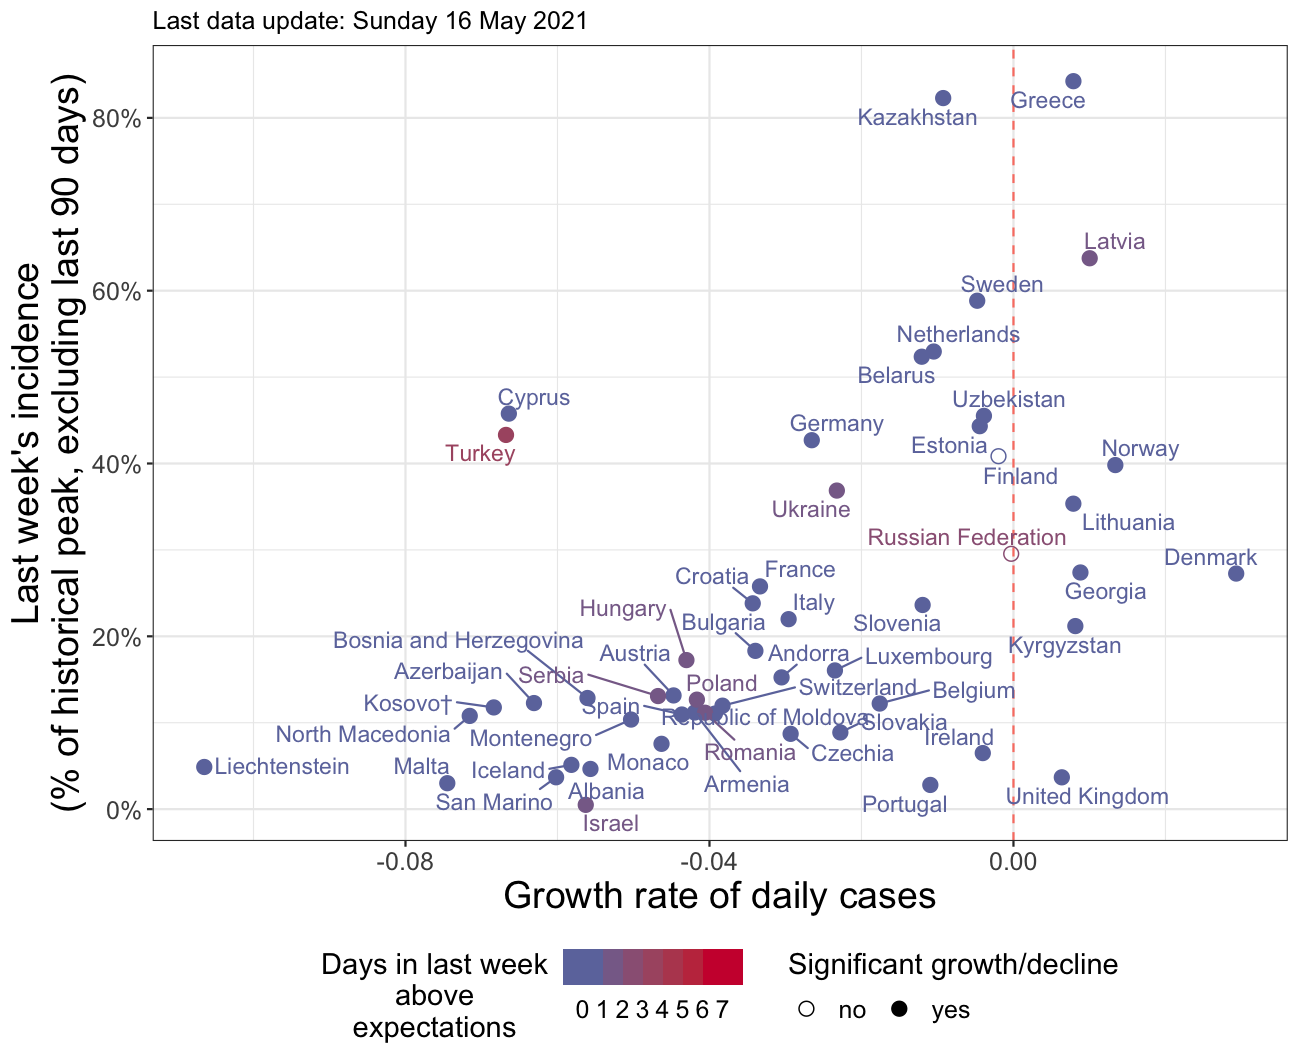 Last data update: Sunday 16 May 2021
Last week's incidence
(% of historical peak, excluding last 90 days)
80%
60%
40%
20%
0%
Kazakhstan
Greece
Latvia
Sweden
Netherlands
Belarus
Cyprus
Turkey
Uzbekistan
Germany
Estonia
Norway
Finland
Ukraine
Lithuania
Russian Federation
Denmark
Croatia
France
Georgia
Hungary
Italy
Bulgaria
Slovenia
Bosnia and Herzegovina
Kyrgyzstan
Austria
Andorra
Luxembourg
Azerbaijan
Serbia
Poland
Switzerland
Belgium
Kosovo†
Spain
Republic of Moldova
Slovakia
North Macedonia
Montenegro
Ireland
Romania
Czechia
Liechtenstein
Malta
Iceland
Monaco
Armenia
Albania
San Marino
Portugal
United Kingdom
Israel
-0.08
-0.04
0.00
Growth rate of daily cases
Days in last week
above
expectations
0 1 2 3 4 5 6 7
Significant growth/decline
no
yes